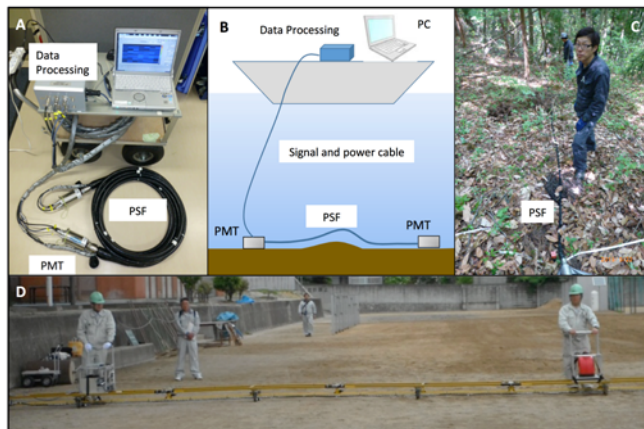 A
Data
Processing
PSF
PMT
B
Data Processing
PC
Signal and power cable
PSF
PMT
PMT
C
PSF
D